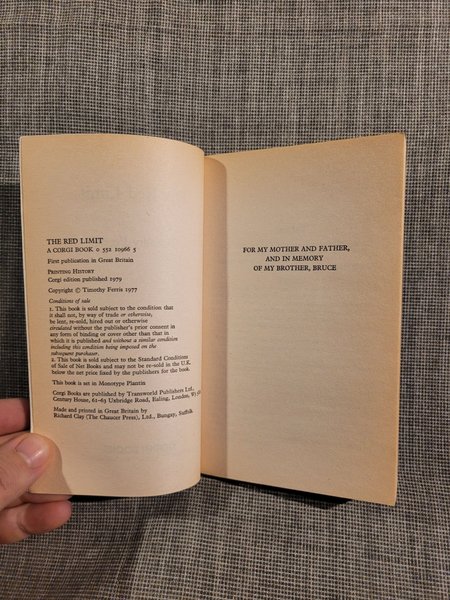 THE RED LIMIT
A CORGI BOOK 0 552 10966 5
First publication in Great Britain
PRINTING HISTORY
Corgi edition published 1979
Copyright © Timothy Ferris 1977
Conditions of sale
1. This book is sold subject to the condition that
it shall not, by way of trade or otherwise,
be lent, re-sold, hired out or otherwise
circulated without the publisher's prior consent in
any form of binding or cover other than that in
which it is published and without a similar condition
including this condition being imposed on the
subsequent purchaser.
2. This book is sold subject to the Standard Conditions
of Sale of Net Books and may not be re-sold in the U.K.
below the net price fixed by the publishers for the book.
This book is set in Monotype Plantin
Corgi Books are published by Transworld Publishers Ltd.,
Century House, 61-63 Uxbridge Road, Ealing, London, W5
Made and printed in Great Britain by
Richard Clay (The Chaucer Press), Ltd., Bungay, Suffolk.
FOR MY MOTHER AND FATHER,
AND IN MEMORY
OF MY BROTHER, BRUCE